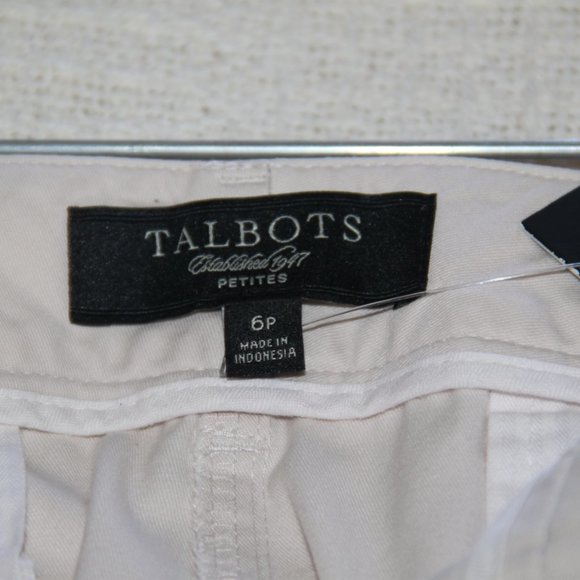 TALBOTS
Established 1947
PETITES
6P
MADE IN
INDONESIA